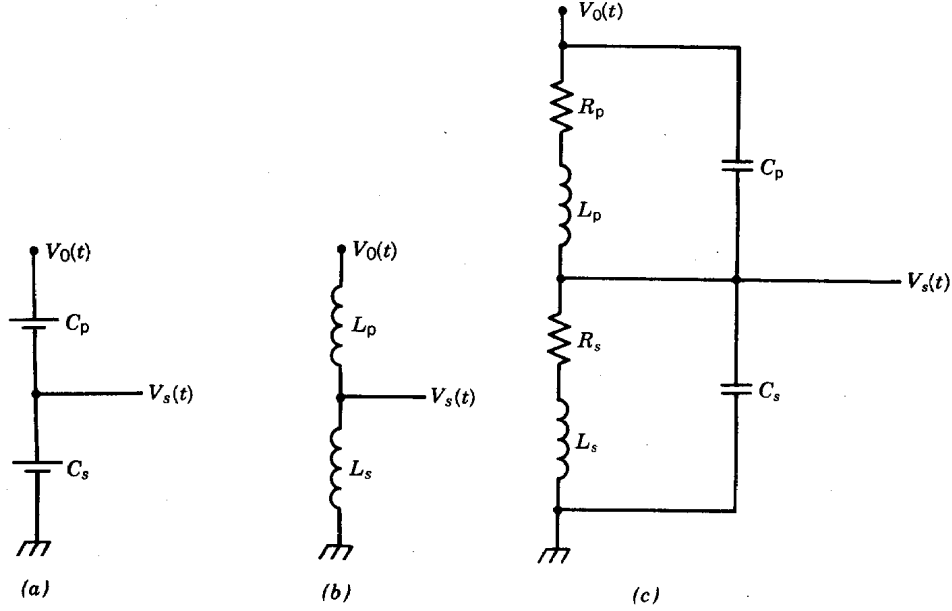 V₀(t)
Cₚ
Vₛ(t)
Cₛ
(a)
V₀(t)
Lₚ
Vₛ(t)
Lₛ
(b)
V₀(t)
Rₚ
Cₚ
Lₚ
Vₛ(t)
Rₛ
Cₛ
Lₛ
(c)